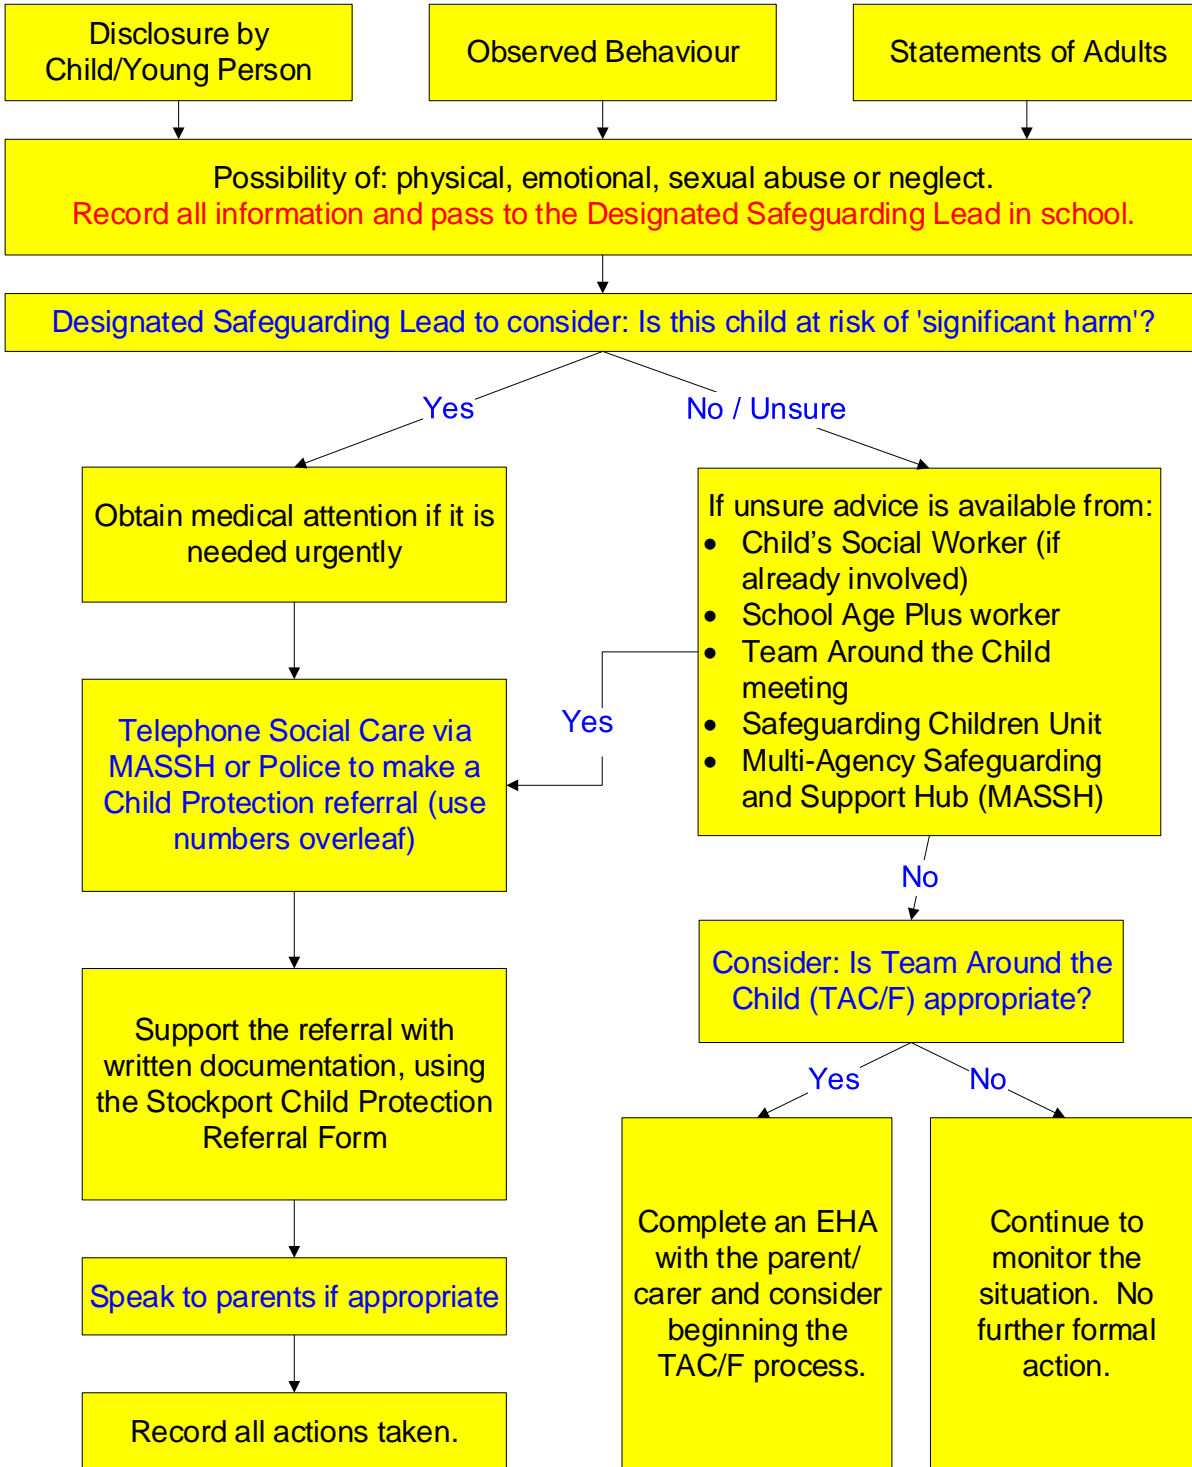 Disclosure by
Child/Young Person
Observed Behaviour
Statements of Adults
Possibility of: physical, emotional, sexual abuse or neglect.
Record all information and pass to the Designated Safeguarding Lead in school.
Designated Safeguarding Lead to consider: Is this child at risk of 'significant harm'?
Yes
No / Unsure
Obtain medical attention if it is
needed urgently
If unsure advice is available from:
• Child’s Social Worker (if
already involved)
• School Age Plus worker
• Team Around the Child
meeting
• Safeguarding Children Unit
• Multi-Agency Safeguarding
and Support Hub (MASSH)
Yes
Telephone Social Care via
MASSH or Police to make a
Child Protection referral (use
numbers overleaf)
No
Consider: Is Team Around the
Child (TAC/F) appropriate?
Support the referral with
written documentation, using
the Stockport Child Protection
Referral Form
Yes
No
Speak to parents if appropriate
Complete an EHA
with the parent/
carer and consider
beginning the
TAC/F process.
Continue to
monitor the
situation.  No
further formal
action.
Record all actions taken.